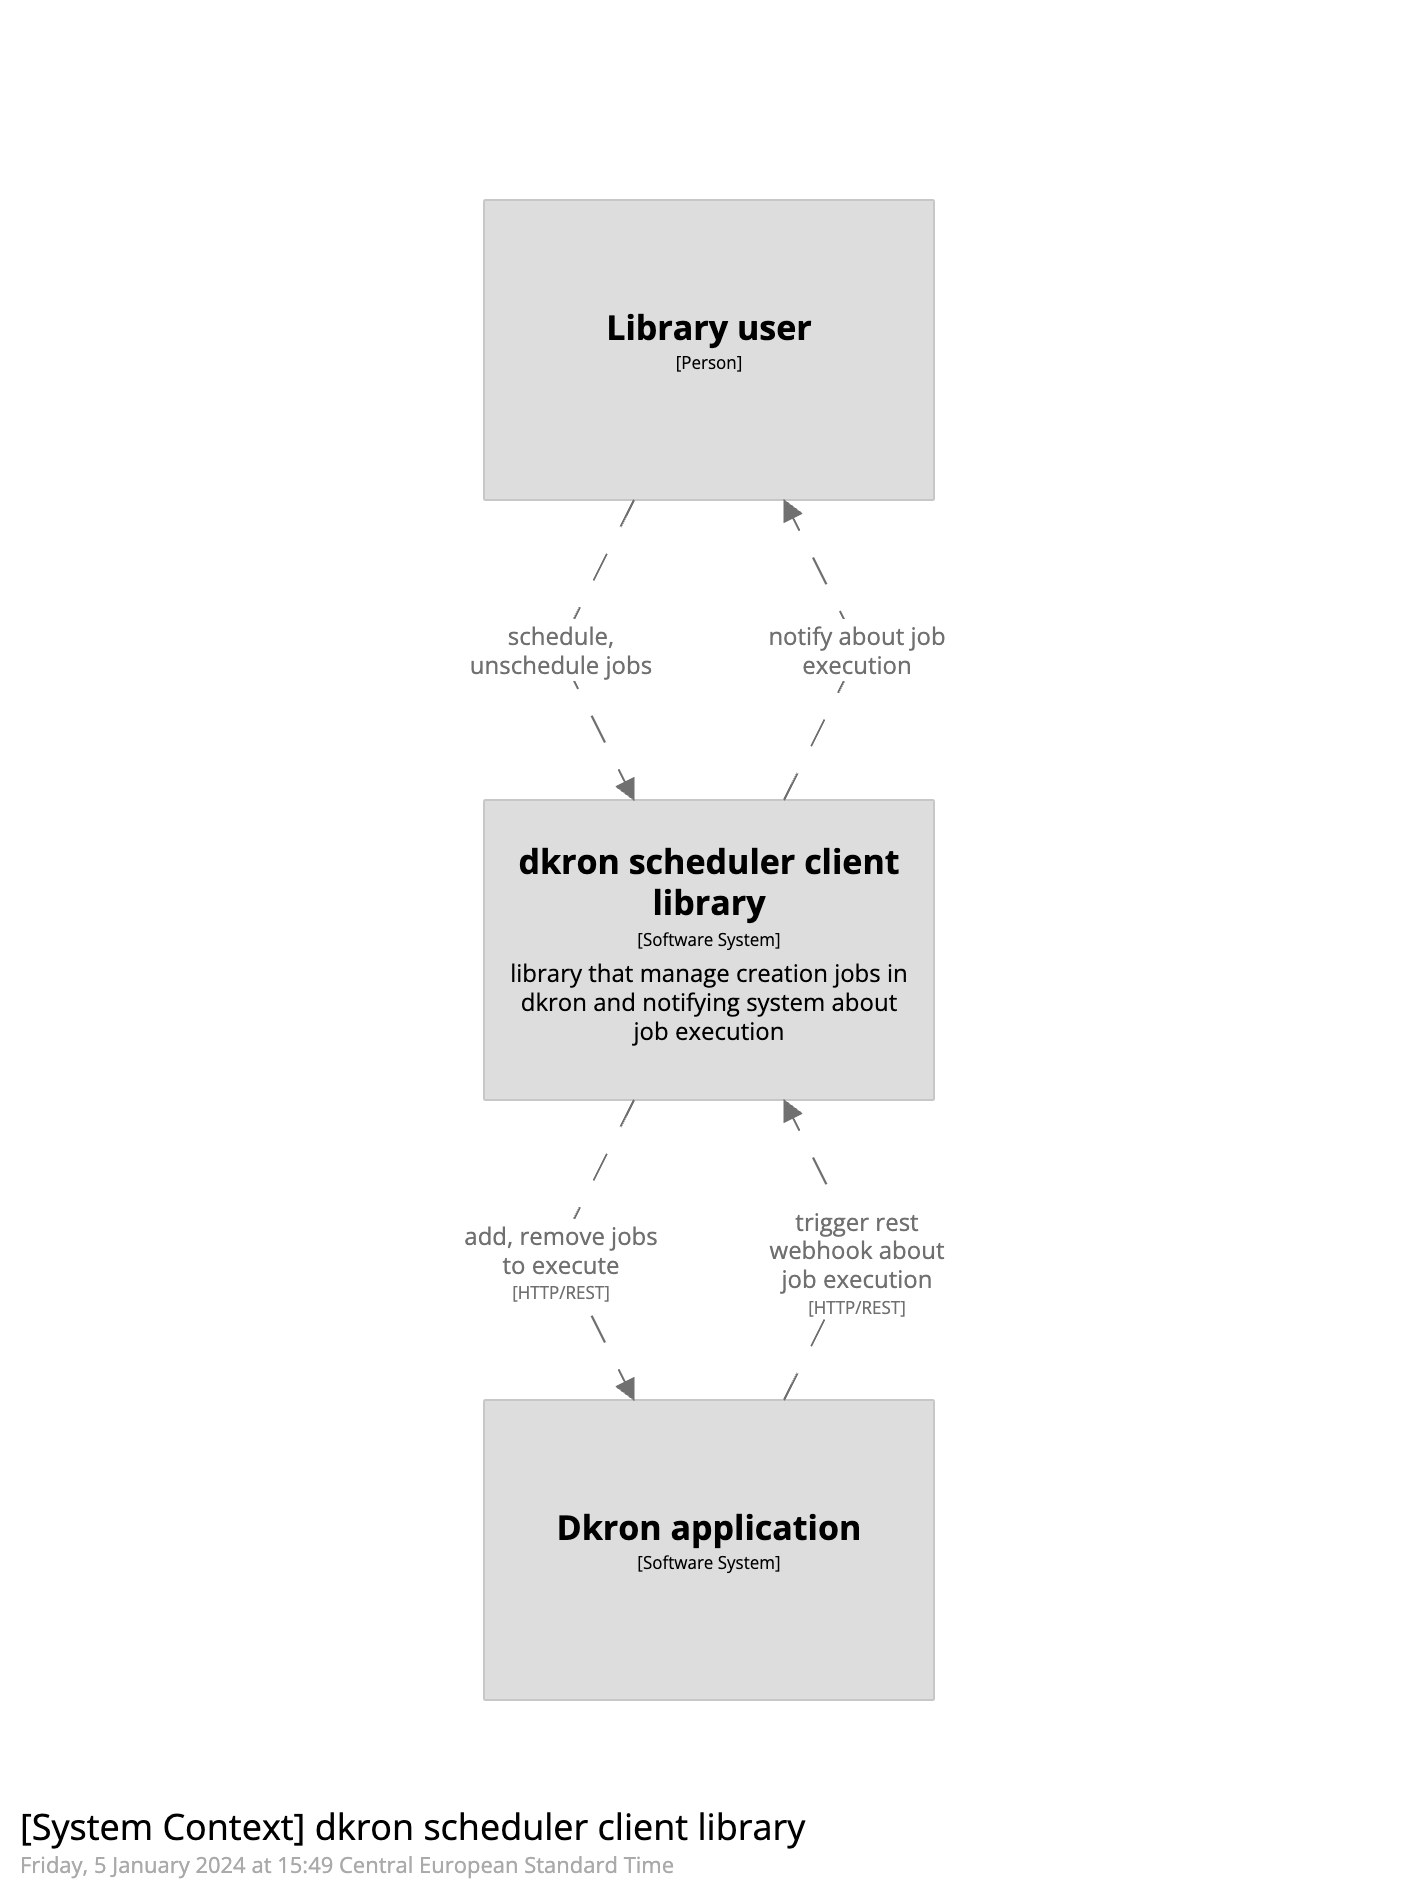 Library user
[Person]
schedule,
unschedule jobs
notify about job
execution
dkron scheduler client
library
[Software System]
library that manage creation jobs in
dkron and notifying system about
job execution
add, remove jobs
to execute
[HTTP/REST]
trigger rest
webhook about
job execution
[HTTP/REST]
Dkron application
[Software System]
[System Context] dkron scheduler client library
Friday, 5 January 2024 at 15:49 Central European Standard Time